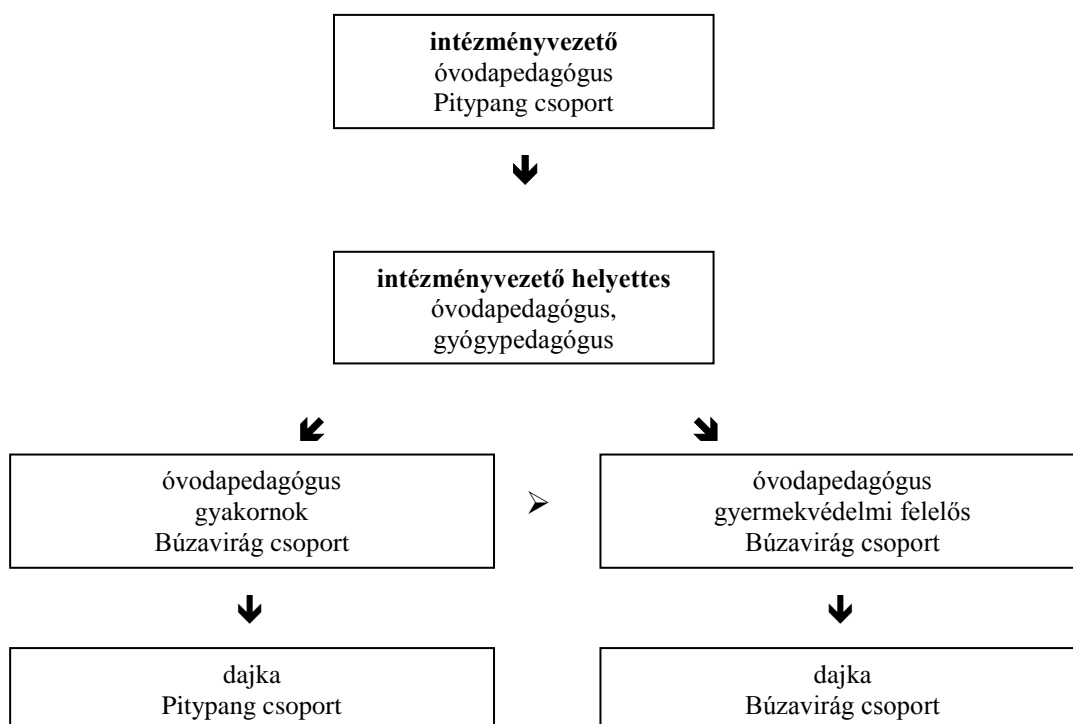 intézményvezető
óvodapedagógus
Pitypang csoport
intézményvezető helyettes
óvodapedagógus,
gyógypedagógus
óvodapedagógus
gyakornok
Búzavirág csoport
óvodapedagógus
gyermekvédelmi felelős
Búzavirág csoport
dajka
Pitypang csoport
dajka
Búzavirág csoport